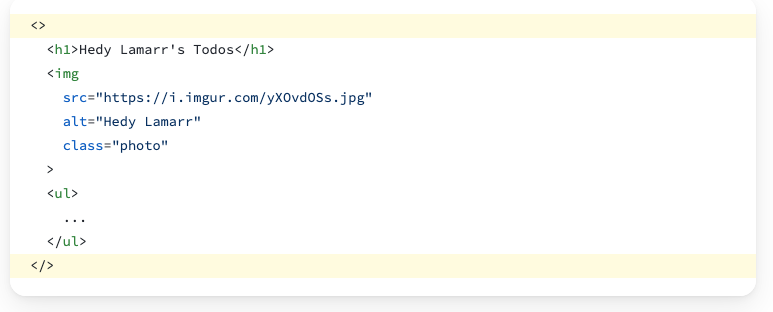 <>
  <h1>Hedy Lamarr's Todos</h1>
  <img
    src="https://i.imgur.com/yXOvdOSs.jpg"
    alt="Hedy Lamarr"
    class="photo"
  >
  <ul>
    ...
  </ul>
</>